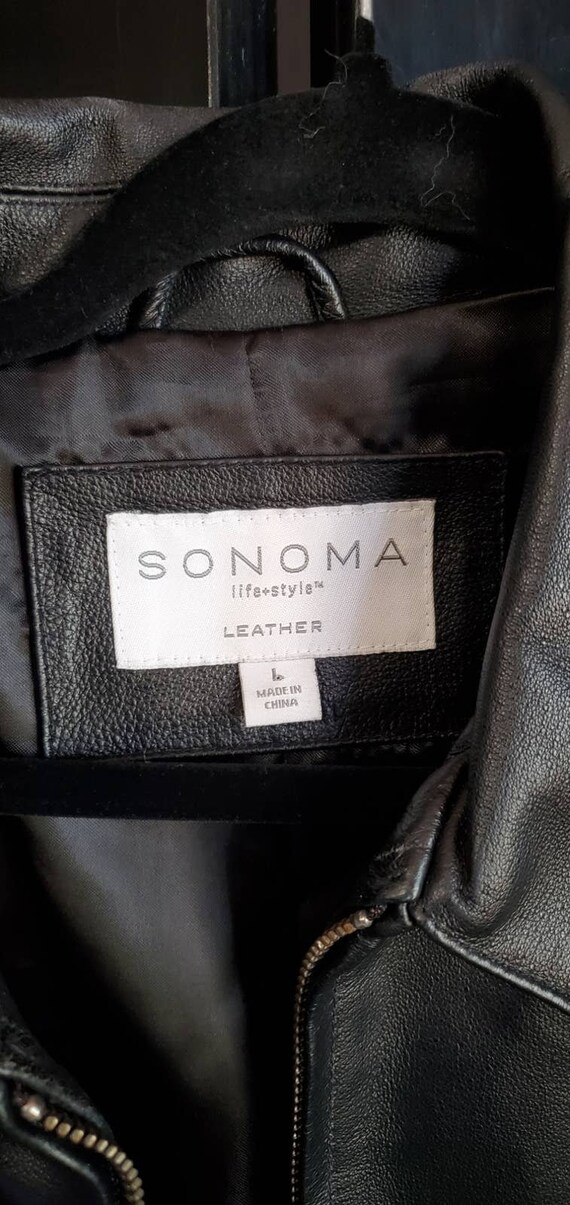 SONOMA
life+style™
LEATHER
L
MADE IN
CHINA